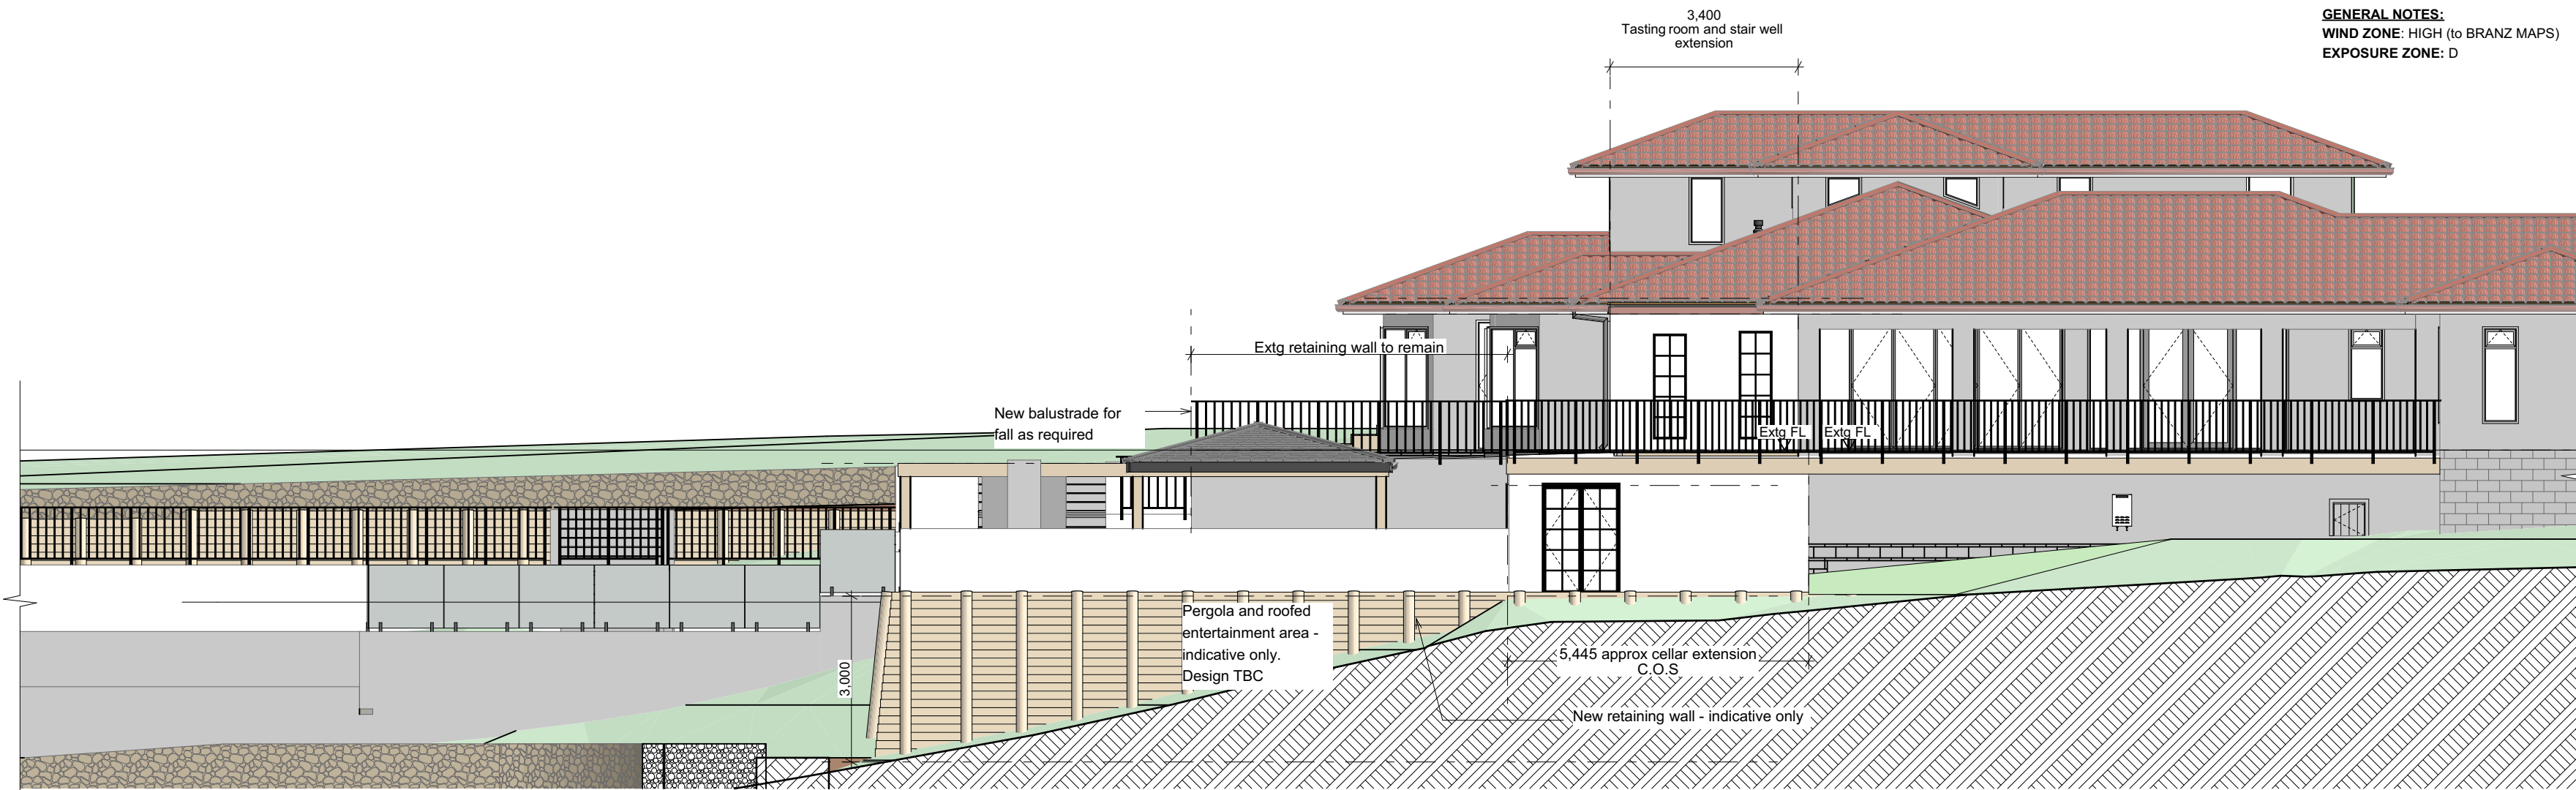 3,400
Tasting room and stair well
extension
GENERAL NOTES:
WIND ZONE: HIGH (to BRANZ MAPS)
EXPOSURE ZONE: D
Extg retaining wall to remain
New balustrade for
fall as required
Extg FL
Extg FL
Pergola and roofed
entertainment area -
indicative only.
Design TBC
3,000
5,445 approx cellar extension
C.O.S
New retaining wall - indicative only